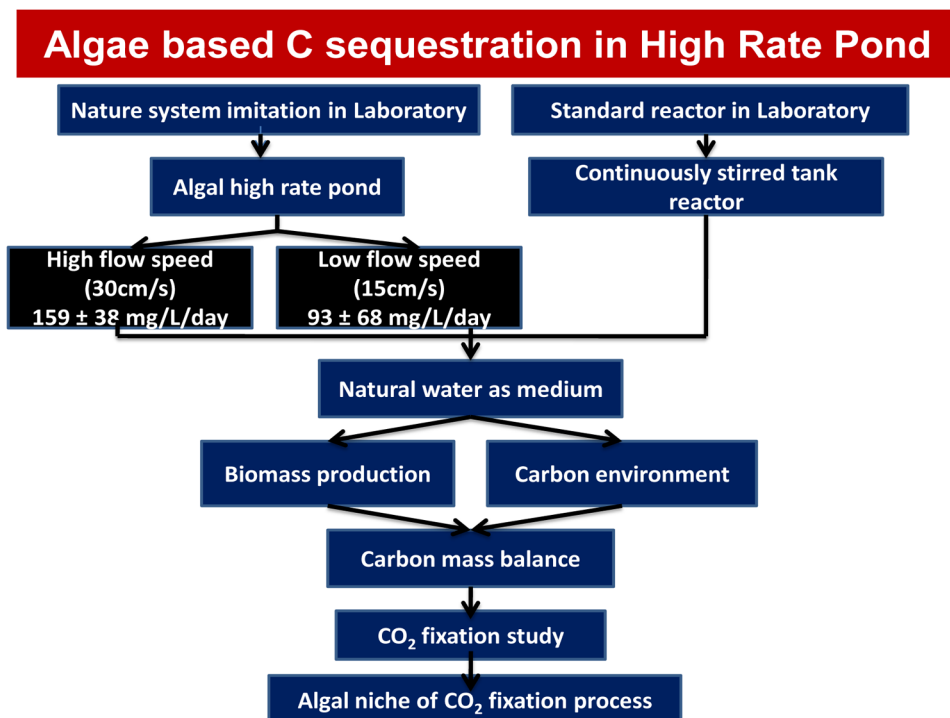 Algae based C sequestration in High Rate Pond
Nature system imitation in Laboratory
Standard reactor in Laboratory
Algal high rate pond
Continuously stirred tank
reactor
High flow speed
(30cm/s)
159 ± 38 mg/L/day
Low flow speed
(15cm/s)
93 ± 68 mg/L/day
Natural water as medium
Biomass production
Carbon environment
Carbon mass balance
CO₂ fixation study
Algal niche of CO₂ fixation process